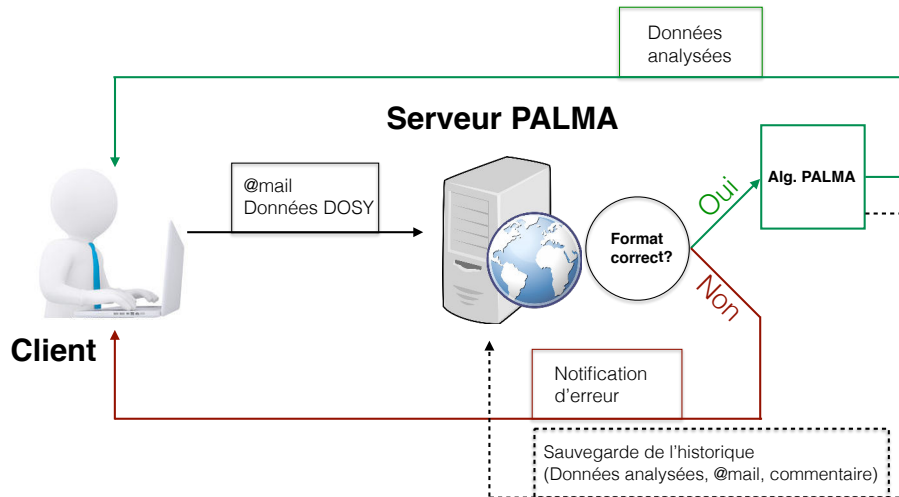 Données
analysées
Serveur PALMA
@mail
Données DOSY
Format
correct?
Oui
Alg. PALMA
Non
Client
Notification
d'erreur
Sauvegarde de l'historique
(Données analysées, @mail, commentaire)